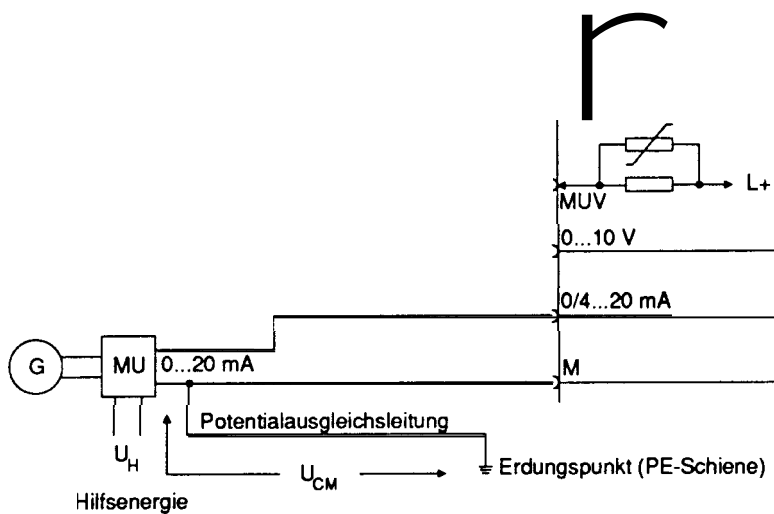 L+
MUV
0...10 V
0/4...20 mA
G
MU
0...20 mA
M
Potentialausgleichsleitung
U_H
U_CM
Erdungspunkt (PE-Schiene)
Hilfsenergie